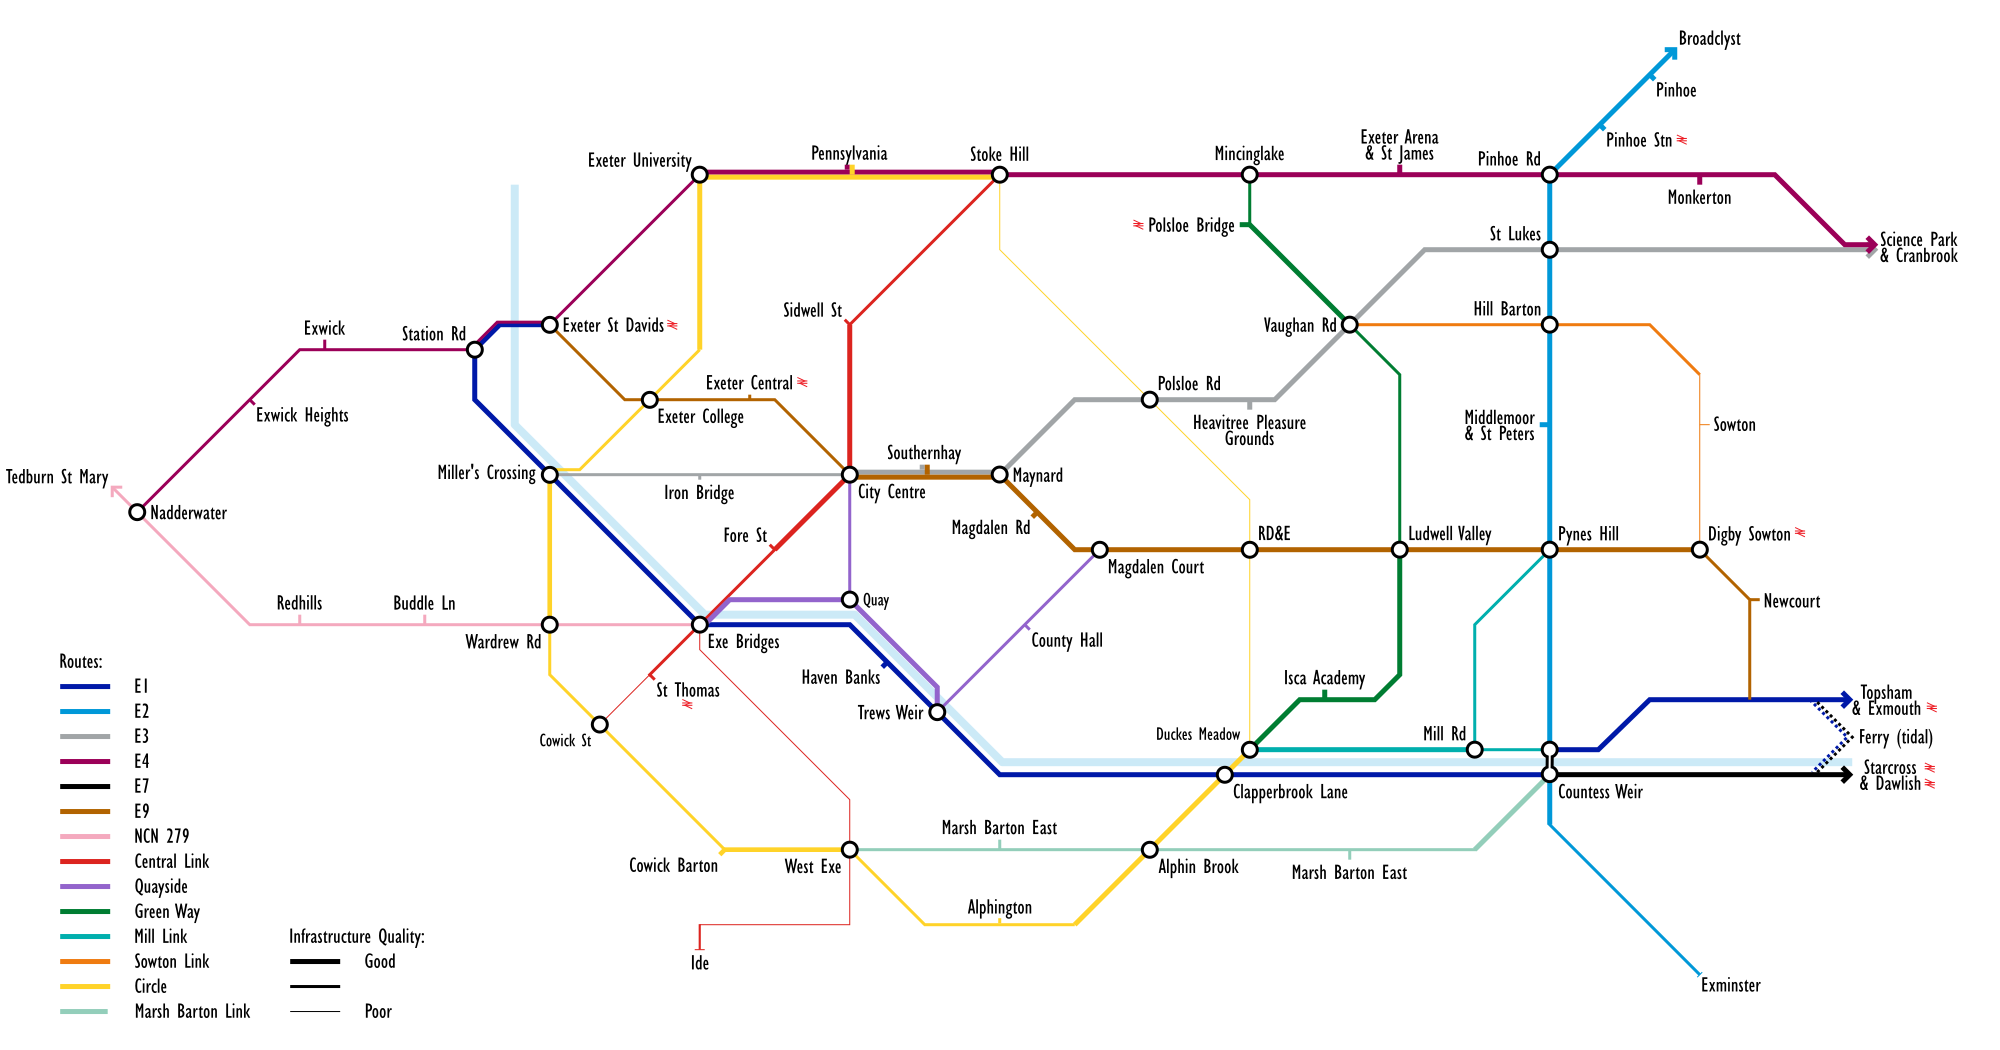 Broadclyst
Pinhoe
Pinhoe Stn
Exeter University
Pennsylvania
Stoke Hill
Mincinglake
Exeter Arena
& St James
Pinhoe Rd
Monkerton
Polsloe Bridge
St Lukes
Science Park
& Cranbrook
Exwick
Station Rd
Exeter St Davids
Sidwell St
Vaughan Rd
Hill Barton
Exwick Heights
Exeter College
Exeter Central
Polsloe Rd
Heavitree Pleasure
Grounds
Middlemoor
& St Peters
Sowton
Tedburn St Mary
Nadderwater
Miller's Crossing
Iron Bridge
City Centre
Southernhay
Maynard
Magdalen Rd
Fore St
Magdalen Court
RD&E
Ludwell Valley
Pynes Hill
Digby Sowton
Redhills
Buddle Ln
Wardrew Rd
Exe Bridges
Quay
County Hall
Newcourt
Haven Banks
St Thomas
Trews Weir
Isca Academy
Topsham
& Exmouth
Cowick St
Duckes Meadow
Mill Rd
Ferry (tidal)
Starcross
& Dawlish
Clapperbrook Lane
Countess Weir
Marsh Barton East
Cowick Barton
West Exe
Alphin Brook
Marsh Barton East
Alphington
Ide
Exminster
Routes:
E1
E2
E3
E4
E7
E9
NCN 279
Central Link
Quayside
Green Way
Mill Link
Sowton Link
Circle
Marsh Barton Link
Infrastructure Quality:
Good
Poor